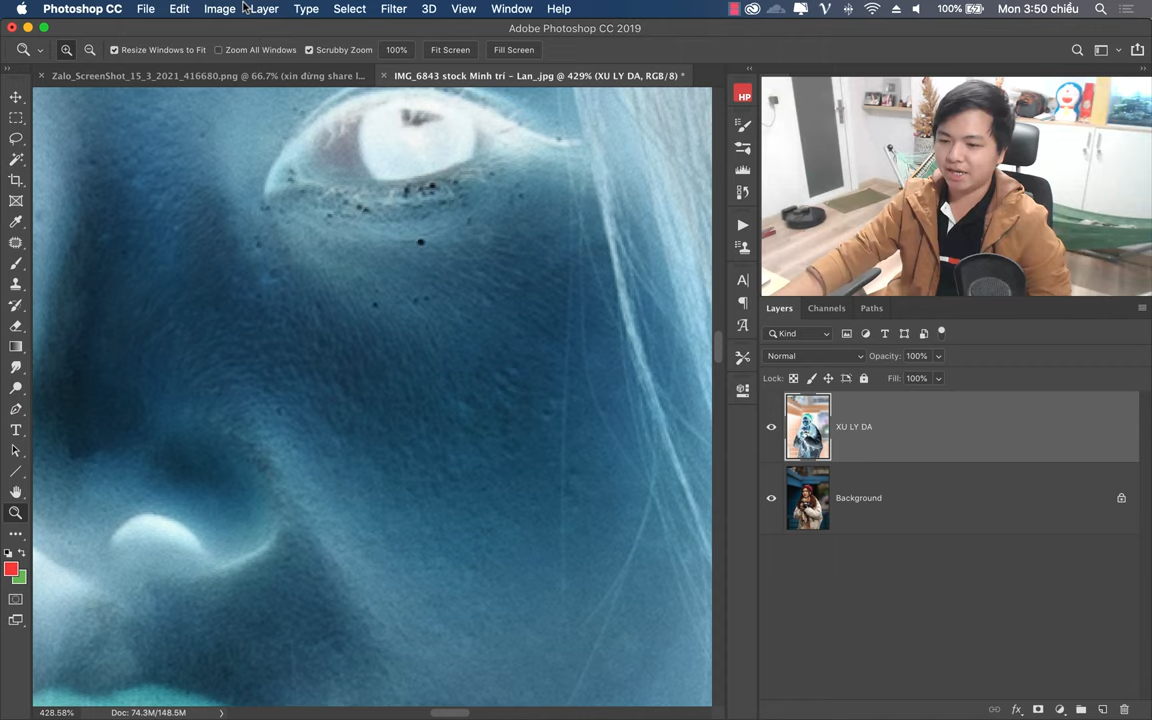 Photoshop CC File Edit Image Layer Type Select Filter 3D View Window Help 100% Mon 3:50 chiều
Adobe Photoshop CC 2019
Resize Windows to Fit Zoom All Windows Scrubby Zoom 100% Fit Screen Fill Screen
Zalo_ScreenShot_15_3_2021_416680.png @ 66.7% (xin đừng share l... IMG_6843 stock Minh trí - Lan_.jpg @ 429% (XU LY DA, RGB/8) *
HP
Layers Channels Paths
Kind
Normal Opacity: 100%
Lock: Fill: 100%
XU LY DA
Background
428.58% Doc: 74.3M/148.5M